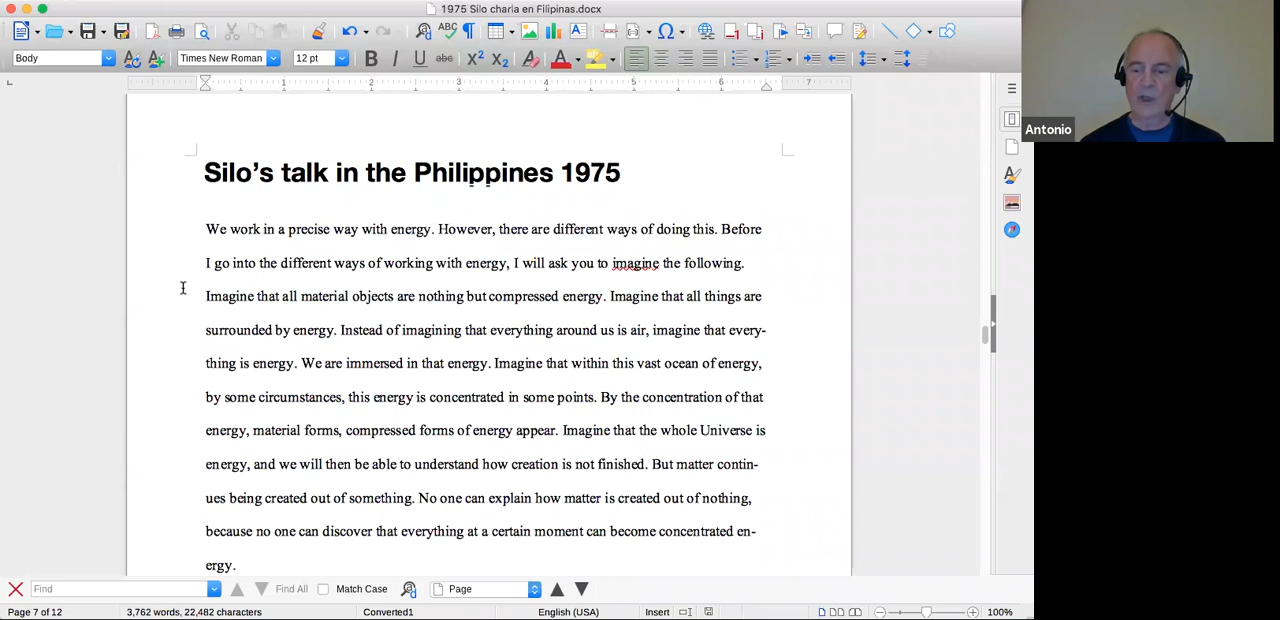 1975 Silo charla en Filipinas.docx
Body
Times New Roman
12 pt
1 2 3 4 5 6 7
Antonio
Silo’s talk in the Philippines 1975
We work in a precise way with energy. However, there are different ways of doing this. Before
I go into the different ways of working with energy, I will ask you to imagine the following.
Imagine that all material objects are nothing but compressed energy. Imagine that all things are
surrounded by energy. Instead of imagining that everything around us is air, imagine that every-
thing is energy. We are immersed in that energy. Imagine that within this vast ocean of energy,
by some circumstances, this energy is concentrated in some points. By the concentration of that
energy, material forms, compressed forms of energy appear. Imagine that the whole Universe is
energy, and we will then be able to understand how creation is not finished. But matter contin-
ues being created out of something. No one can explain how matter is created out of nothing,
because no one can discover that everything at a certain moment can become concentrated en-
ergy.
Find Find All Match Case Page
Page 7 of 12 3,762 words, 22,482 characters Converted1 English (USA) Insert 100%